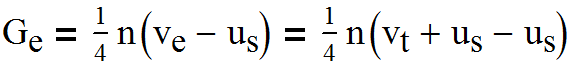 Gₑ = ¼ n(vₑ − uₛ) = ¼ n(vₜ + uₛ − uₛ)